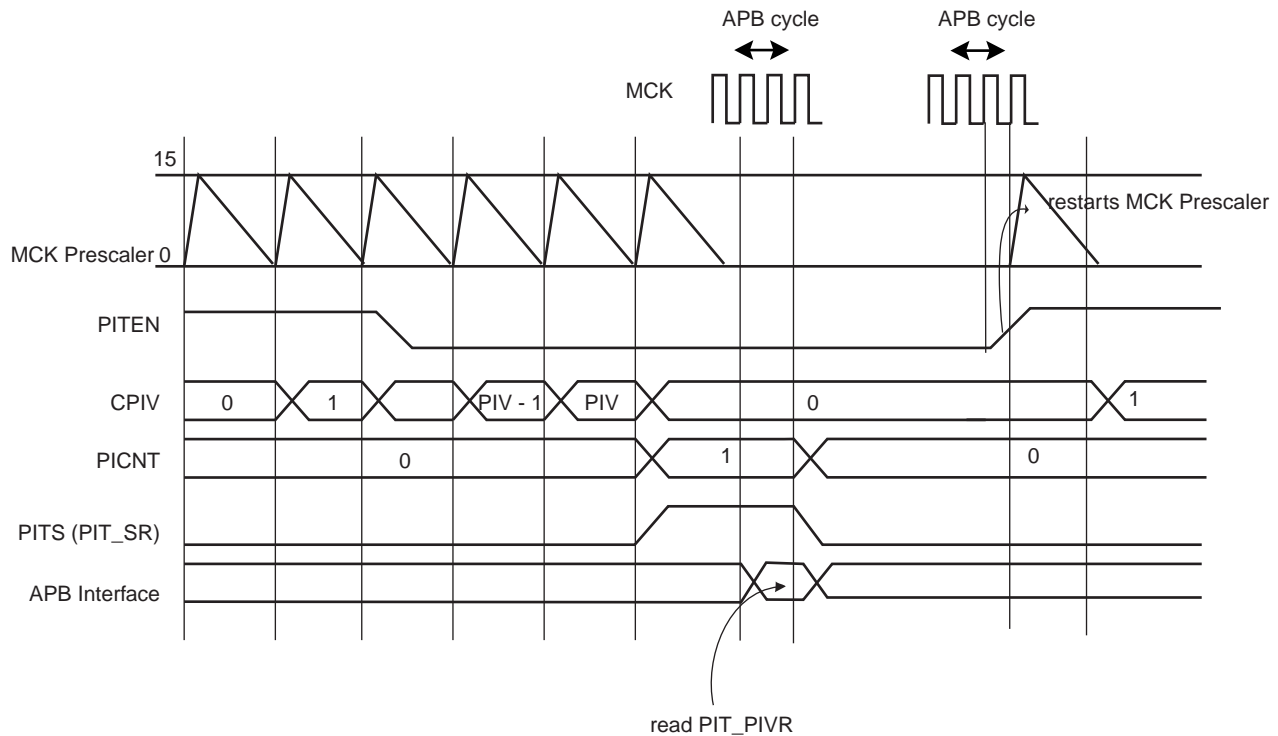 APB cycle
APB cycle
MCK
15
restarts MCK Prescaler
MCK Prescaler 0
PITEN
CPIV 0 1 PIV - 1 PIV 0 1
PICNT 0 1 0
PITS (PIT_SR)
APB Interface
read PIT_PIVR